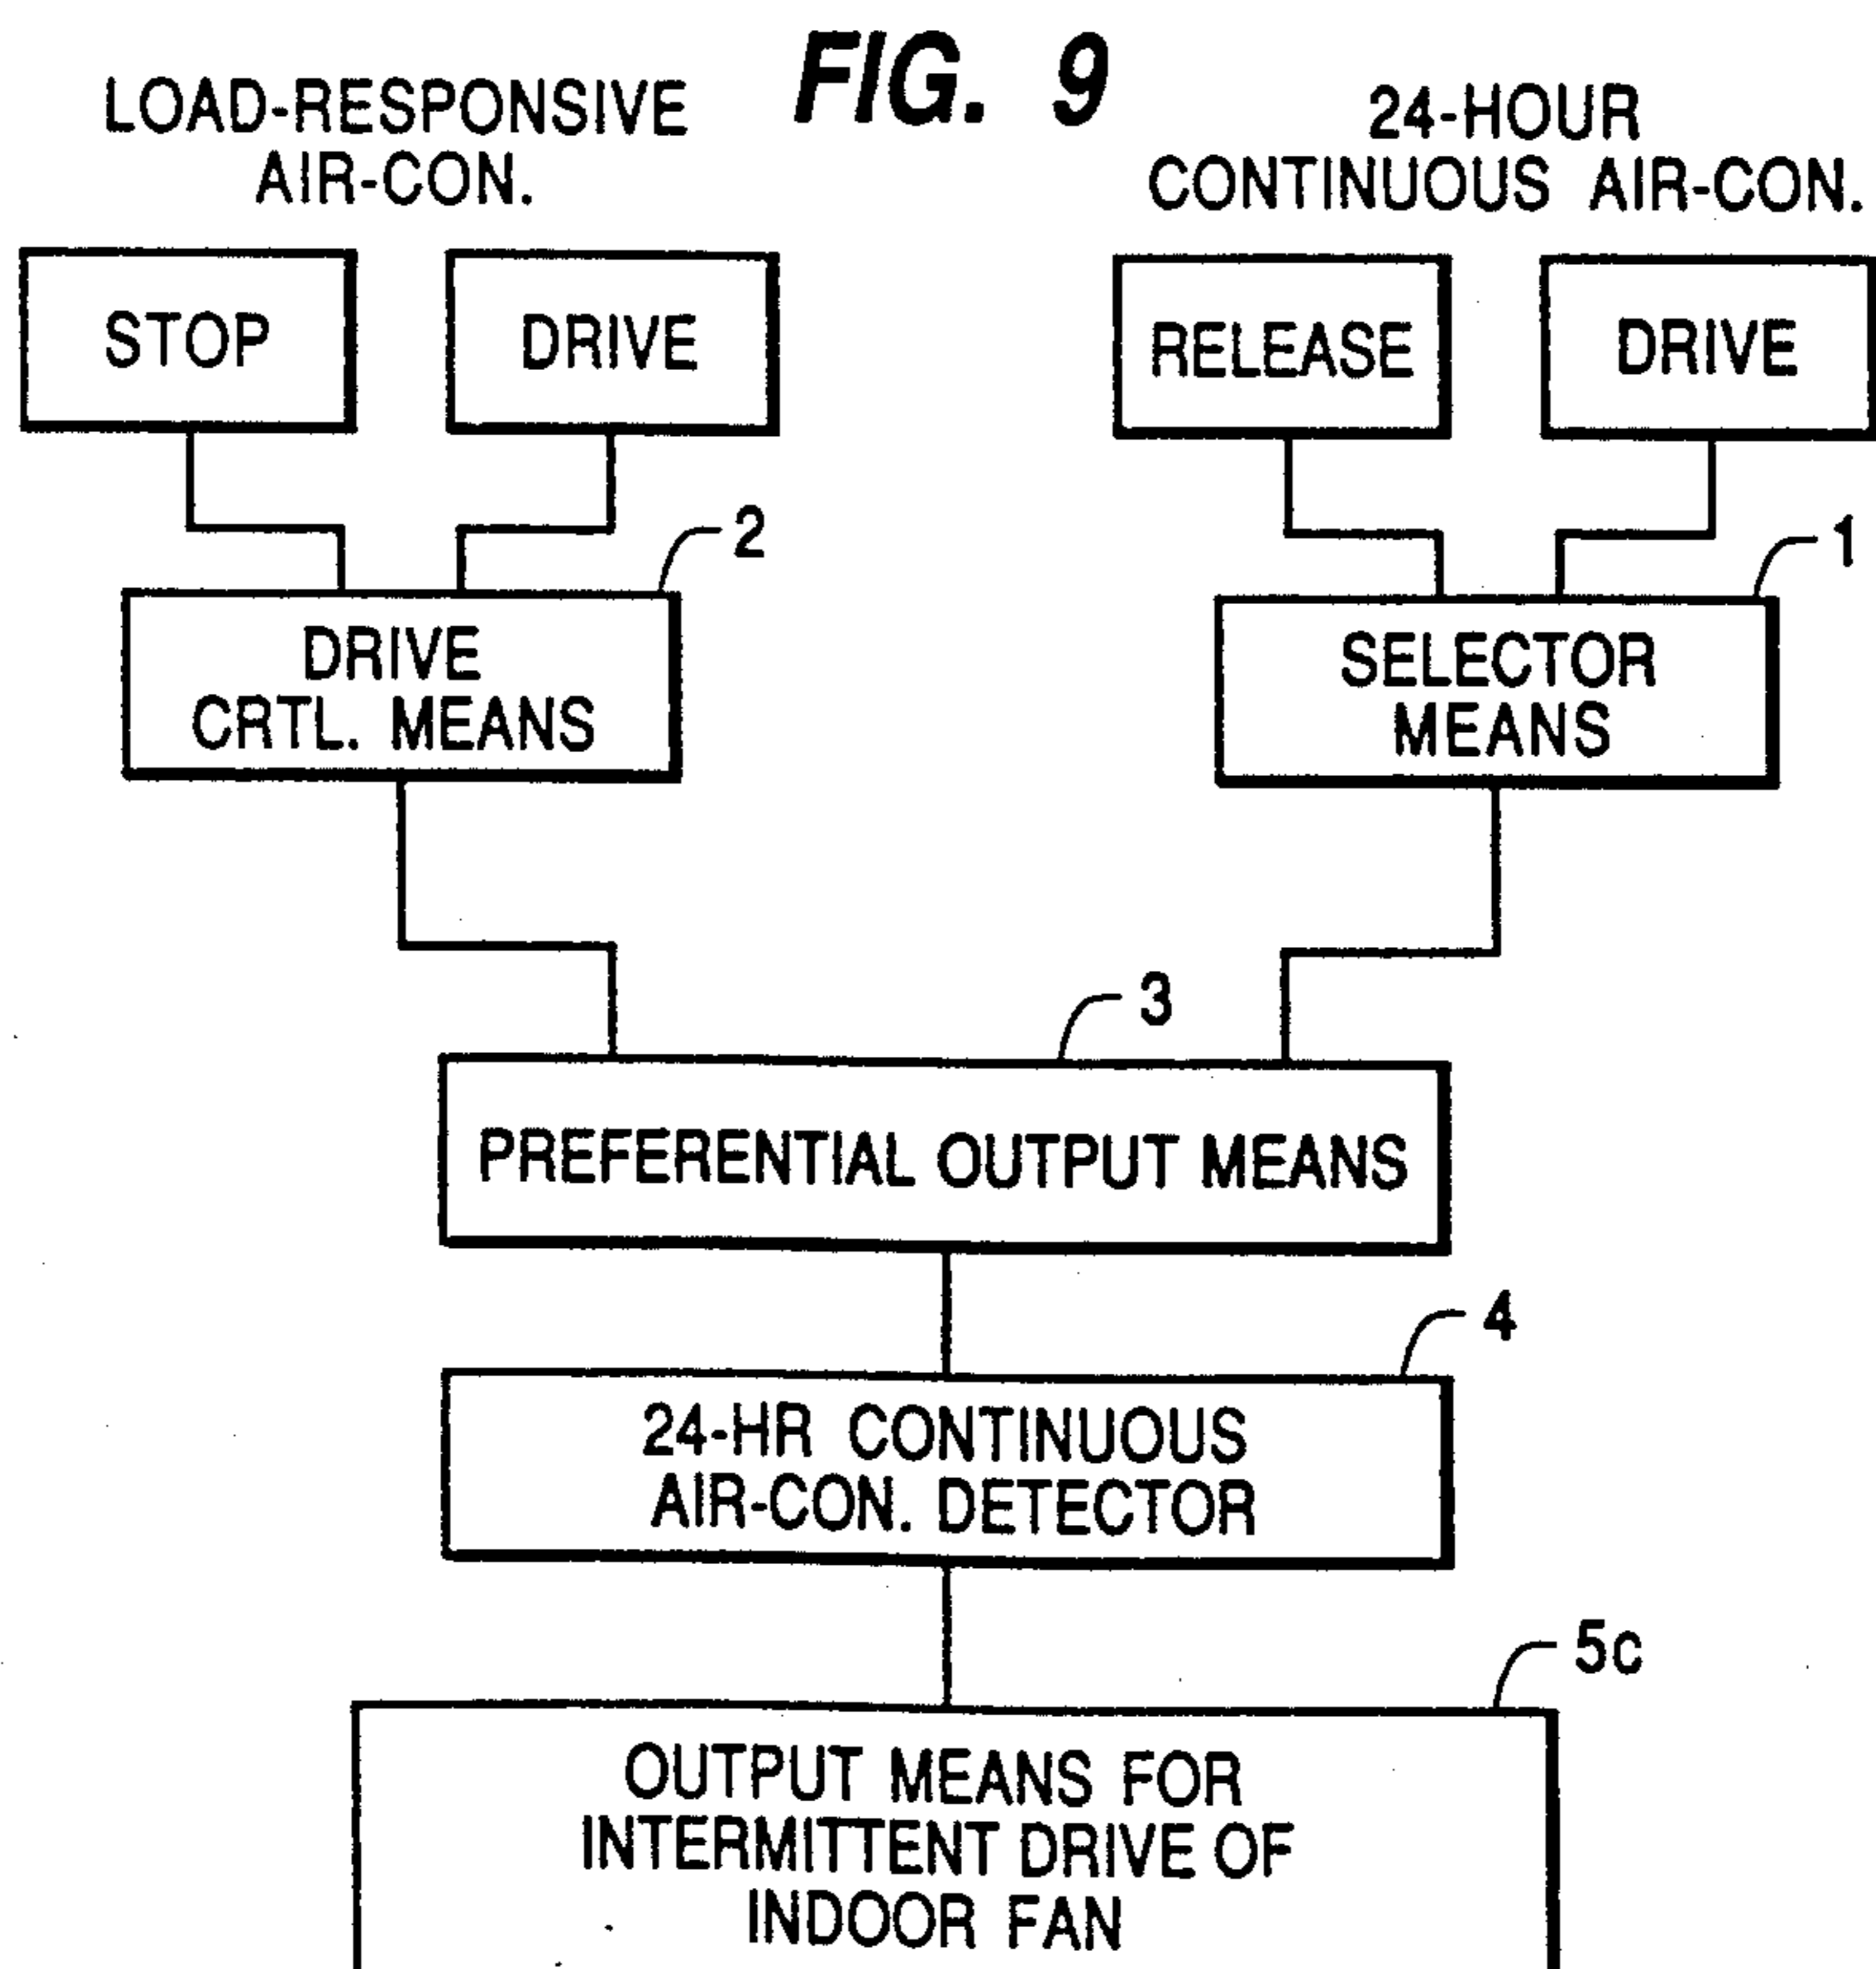 FIG. 9
LOAD-RESPONSIVE
AIR-CON.
24-HOUR
CONTINUOUS AIR-CON.
STOP
DRIVE
RELEASE
DRIVE
2
1
DRIVE
CRTL. MEANS
SELECTOR
MEANS
3
PREFERENTIAL OUTPUT MEANS
4
24-HR CONTINUOUS
AIR-CON. DETECTOR
5c
OUTPUT MEANS FOR
INTERMITTENT DRIVE OF
INDOOR FAN